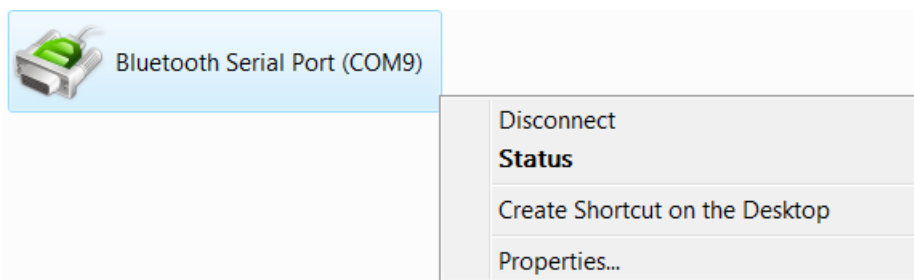 Bluetooth Serial Port (COM9)
Disconnect
Status
Create Shortcut on the Desktop
Properties...